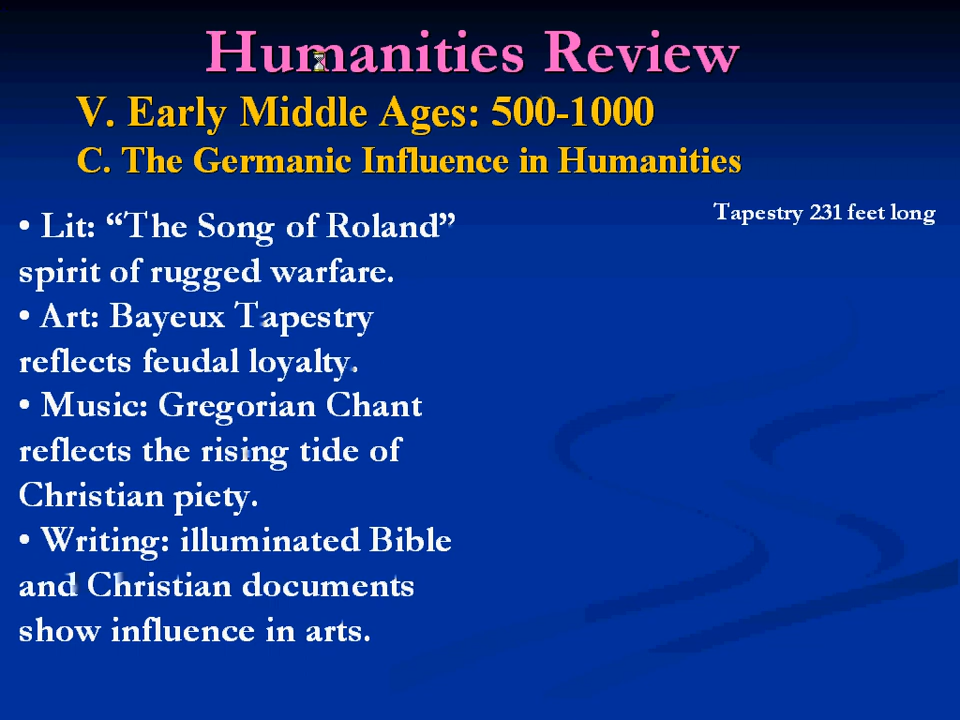 Humanities Review
V. Early Middle Ages: 500-1000
C. The Germanic Influence in Humanities
Tapestry 231 feet long
• Lit: “The Song of Roland”
spirit of rugged warfare.
• Art: Bayeux Tapestry
reflects feudal loyalty.
• Music: Gregorian Chant
reflects the rising tide of
Christian piety.
• Writing: illuminated Bible
and Christian documents
show influence in arts.